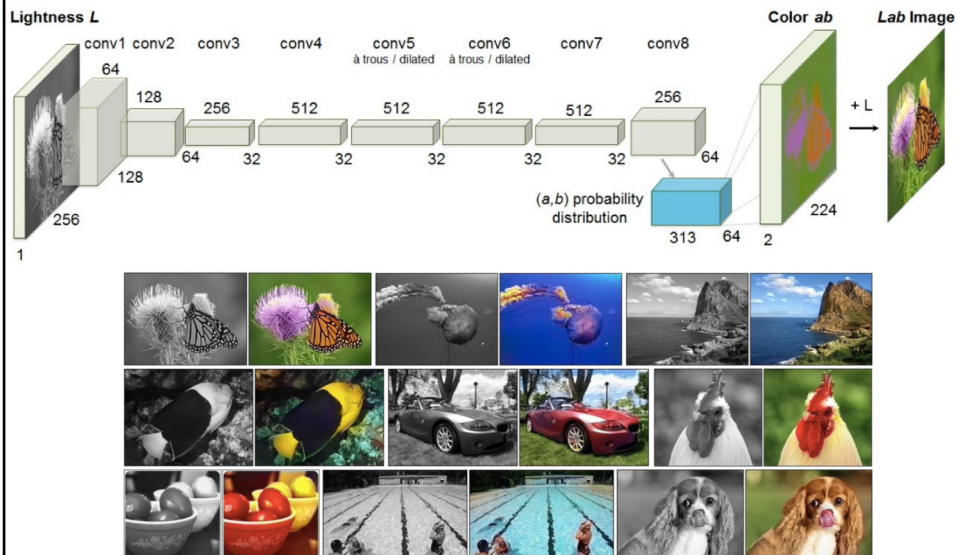 Lightness L
Color ab
Lab Image
conv1 conv2 conv3 conv4 conv5 conv6 conv7 conv8
à trous / dilated à trous / dilated
64
128
256
512
512
512
512
256
+ L
64
32
32
32
32
32
64
128
(a,b) probability
distribution
256
224
313
64
2
1